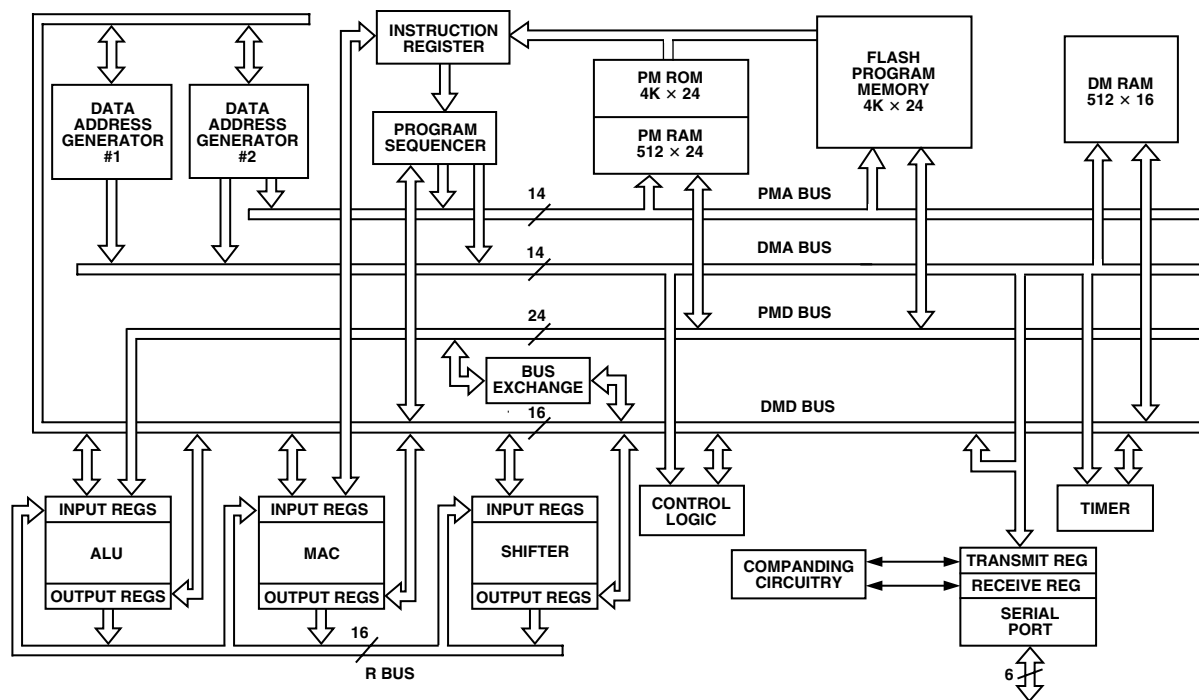 INSTRUCTION
REGISTER
FLASH
PROGRAM
MEMORY
4K × 24
PM ROM
4K × 24
DM RAM
512 × 16
DATA
ADDRESS
GENERATOR
#1
DATA
ADDRESS
GENERATOR
#2
PROGRAM
SEQUENCER
PM RAM
512 × 24
14
PMA BUS
14
DMA BUS
24
PMD BUS
BUS
EXCHANGE
16
DMD BUS
INPUT REGS
ALU
OUTPUT REGS
INPUT REGS
MAC
OUTPUT REGS
INPUT REGS
SHIFTER
OUTPUT REGS
CONTROL
LOGIC
TIMER
COMPANDING
CIRCUITRY
TRANSMIT REG
RECEIVE REG
SERIAL
PORT
16
R BUS
6